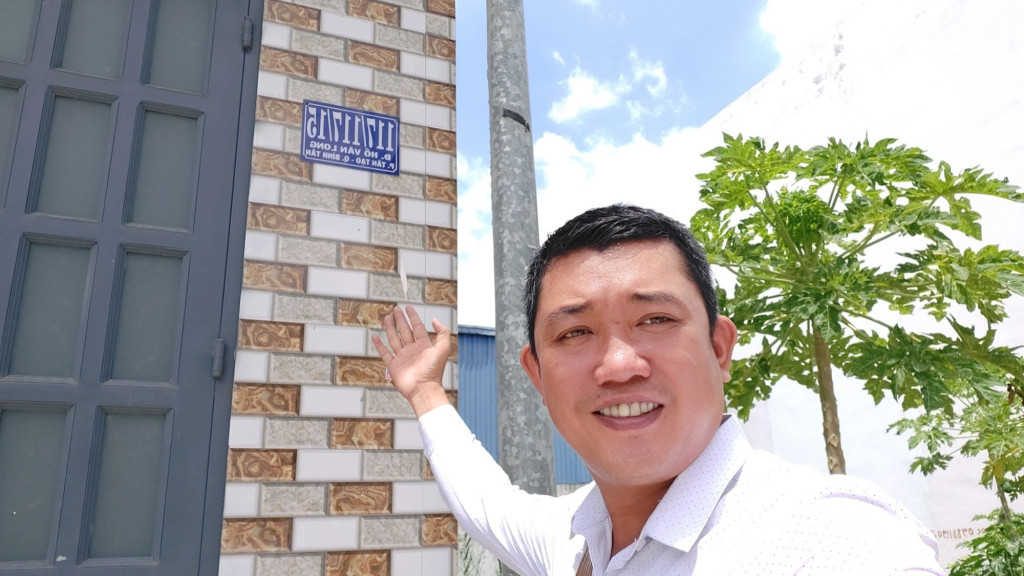 117/17/15
Đ. HỒ VĂN LONG
P. TÂN TẠO - Q. BÌNH TÂN